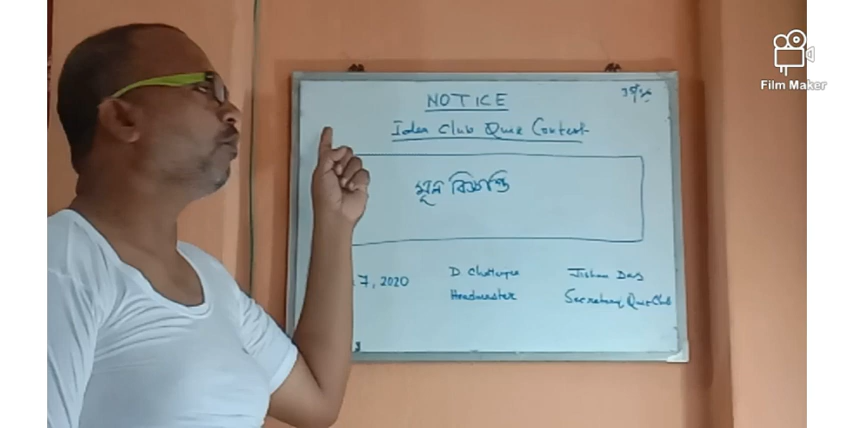 NOTICE
Idea Club Quiz Contest
মূল বিজ্ঞপ্তি
7, 2020
D Chatterjee
Headmaster
Jishan Das
Secretary, Quiz Club
Film Maker